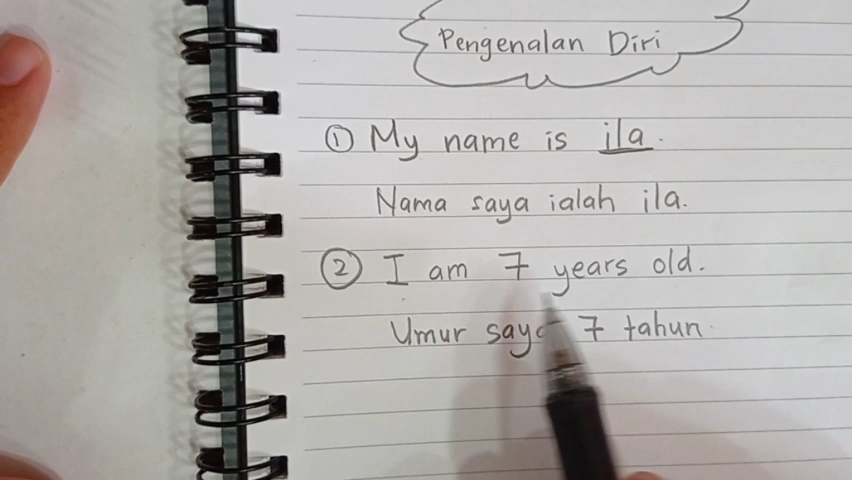 Pengenalan Diri
① My name is ila.
Nama saya ialah ila.
② I am 7 years old.
Umur saya 7 tahun.